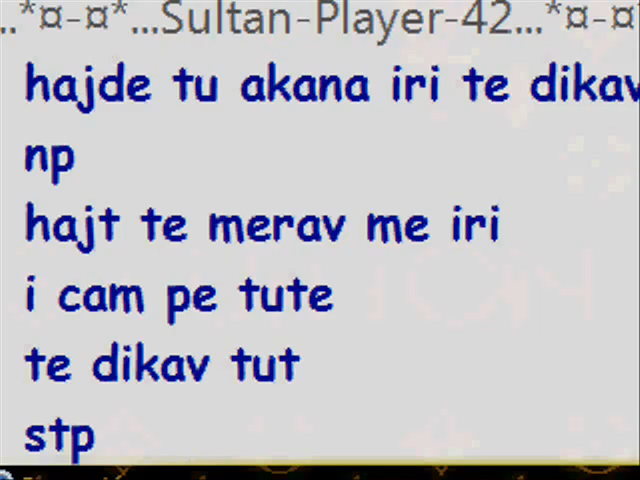 ..*¤-¤*...Sultan-Player-42...*¤-¤
hajde tu akana iri te dikav
np
hajt te merav me iri
i cam pe tute
te dikav tut
stp